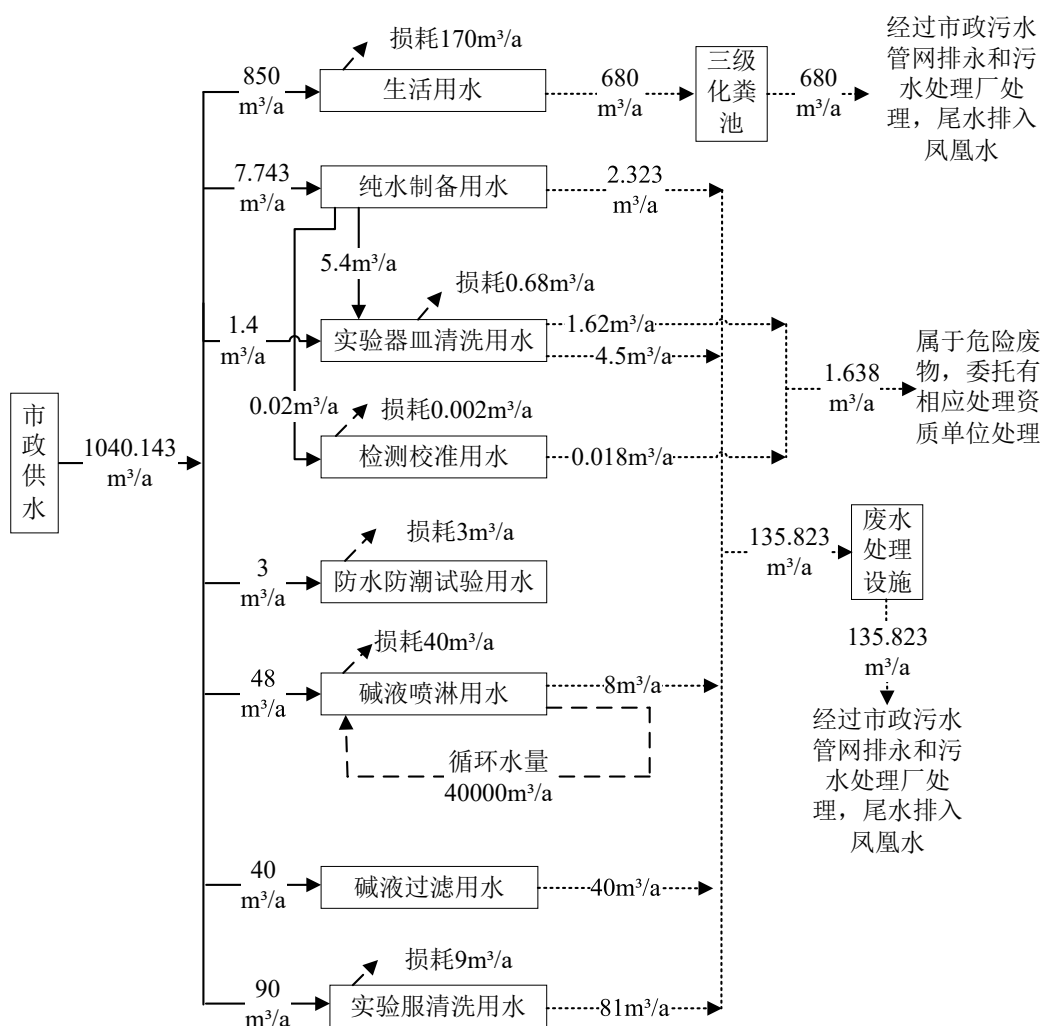 损耗170m³/a
850
m³/a
生活用水
680
m³/a
三级
化粪
池
680
m³/a
经过市政污水
管网排永和污
水处理厂处
理，尾水排入
凤凰水
7.743
m³/a
纯水制备用水
2.323
m³/a
5.4m³/a
损耗0.68m³/a
1.4
m³/a
实验器皿清洗用水
1.62m³/a
4.5m³/a
1.638
m³/a
属于危险废
物，委托有
相应处理资
质单位处理
市
政
供
水
1040.143
m³/a
0.02m³/a
损耗0.002m³/a
检测校准用水
0.018m³/a
损耗3m³/a
3
m³/a
防水防潮试验用水
135.823
m³/a
废水
处理
设施
135.823
m³/a
经过市政污水
管网排永和污
水处理厂处
理，尾水排入
凤凰水
损耗40m³/a
48
m³/a
碱液喷淋用水
8m³/a
循环水量
40000m³/a
40
m³/a
碱液过滤用水
40m³/a
损耗9m³/a
90
m³/a
实验服清洗用水
81m³/a